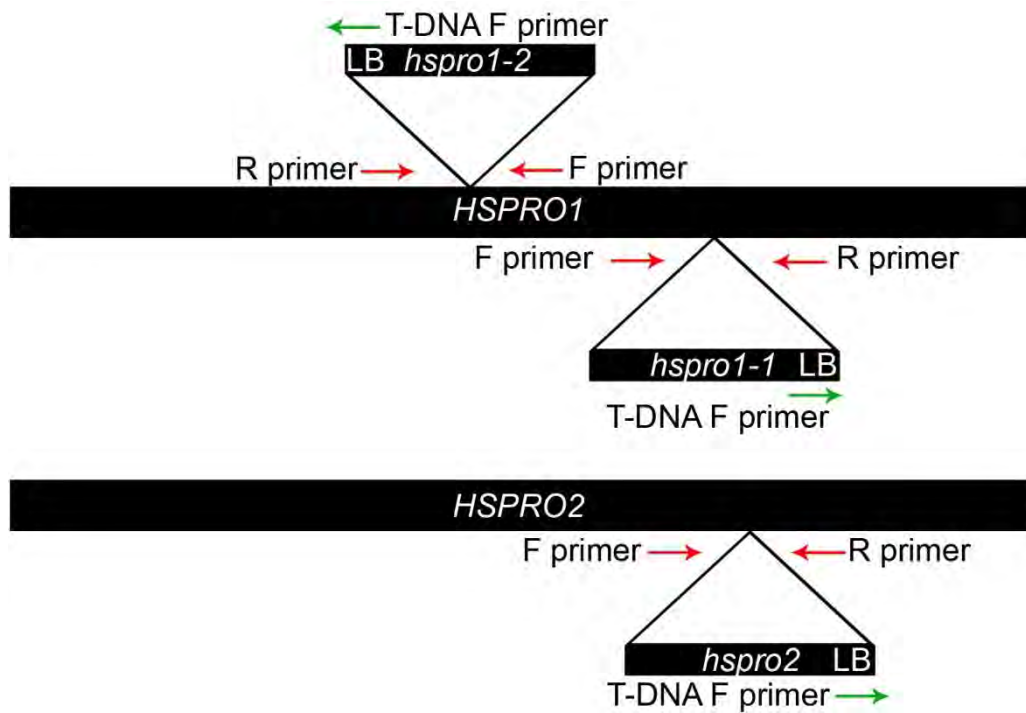 T-DNA F primer
LB hspro1-2
R primer F primer
HSPRO1
F primer R primer
hspro1-1 LB
T-DNA F primer
HSPRO2
F primer R primer
hspro2 LB
T-DNA F primer